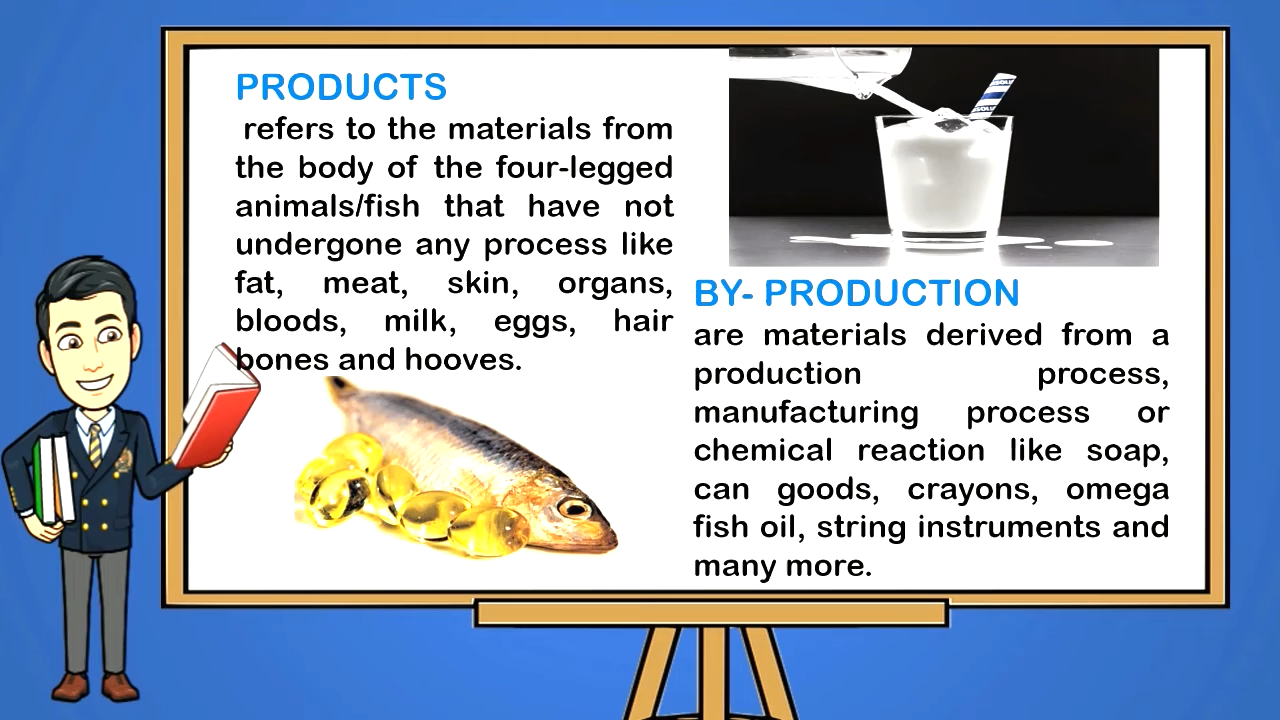 PRODUCTS
refers to the materials from
the body of the four-legged
animals/fish that have not
undergone any process like
fat, meat, skin, organs,
bloods, milk, eggs, hair
bones and hooves.
BY- PRODUCTION
are materials derived from a
production process,
manufacturing process or
chemical reaction like soap,
can goods, crayons, omega
fish oil, string instruments and
many more.